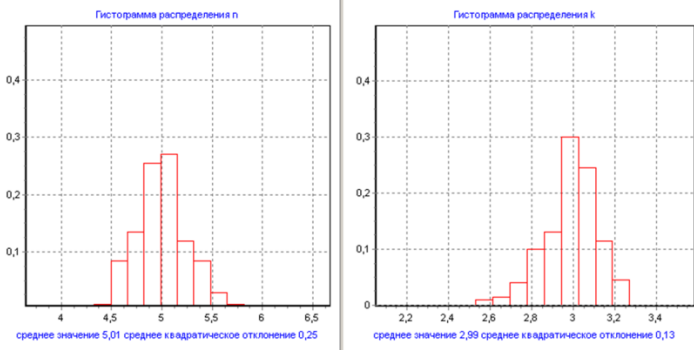 Гистограмма распределения n
0,4
0,3
0,2
0,1
4 4,5 5 5,5 6 6,5
среднее значение 5,01 среднее квадратическое отклонение 0,25
Гистограмма распределения k
0,4
0,3
0,2
0,1
0
2,2 2,4 2,6 2,8 3 3,2 3,4
среднее значение 2,99 среднее квадратическое отклонение 0,13